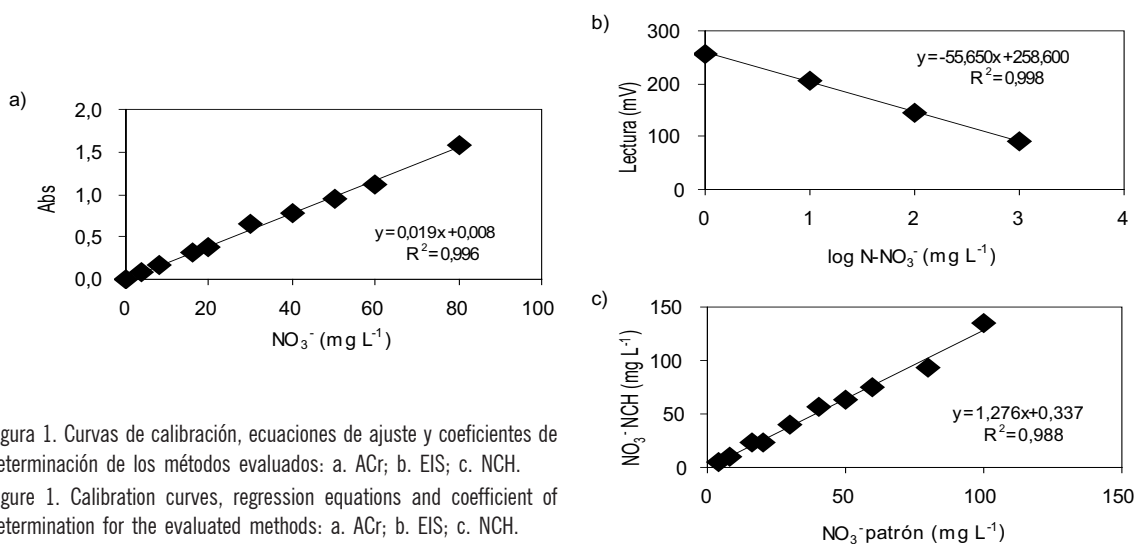 a)
2,0
1,5
1,0
0,5
0,0
Abs
y=0,019x+0,008
R²=0,996
0 20 40 60 80 100
NO₃⁻ (mg L⁻¹)
b)
300
200
100
0
Lectura (mV)
y=-55,650x+258,600
R²=0,998
0 1 2 3 4
log N-NO₃⁻ (mg L⁻¹)
c)
150
100
50
0
NO₃⁻ NCH (mg L⁻¹)
y=1,276x+0,337
R²=0,988
0 50 100 150
NO₃⁻ patrón (mg L⁻¹)
gura 1. Curvas de calibración, ecuaciones de ajuste y coeficientes de
eterminación de los métodos evaluados: a. ACr; b. EIS; c. NCH.
gure 1. Calibration curves, regression equations and coefficient of
etermination for the evaluated methods: a. ACr; b. EIS; c. NCH.